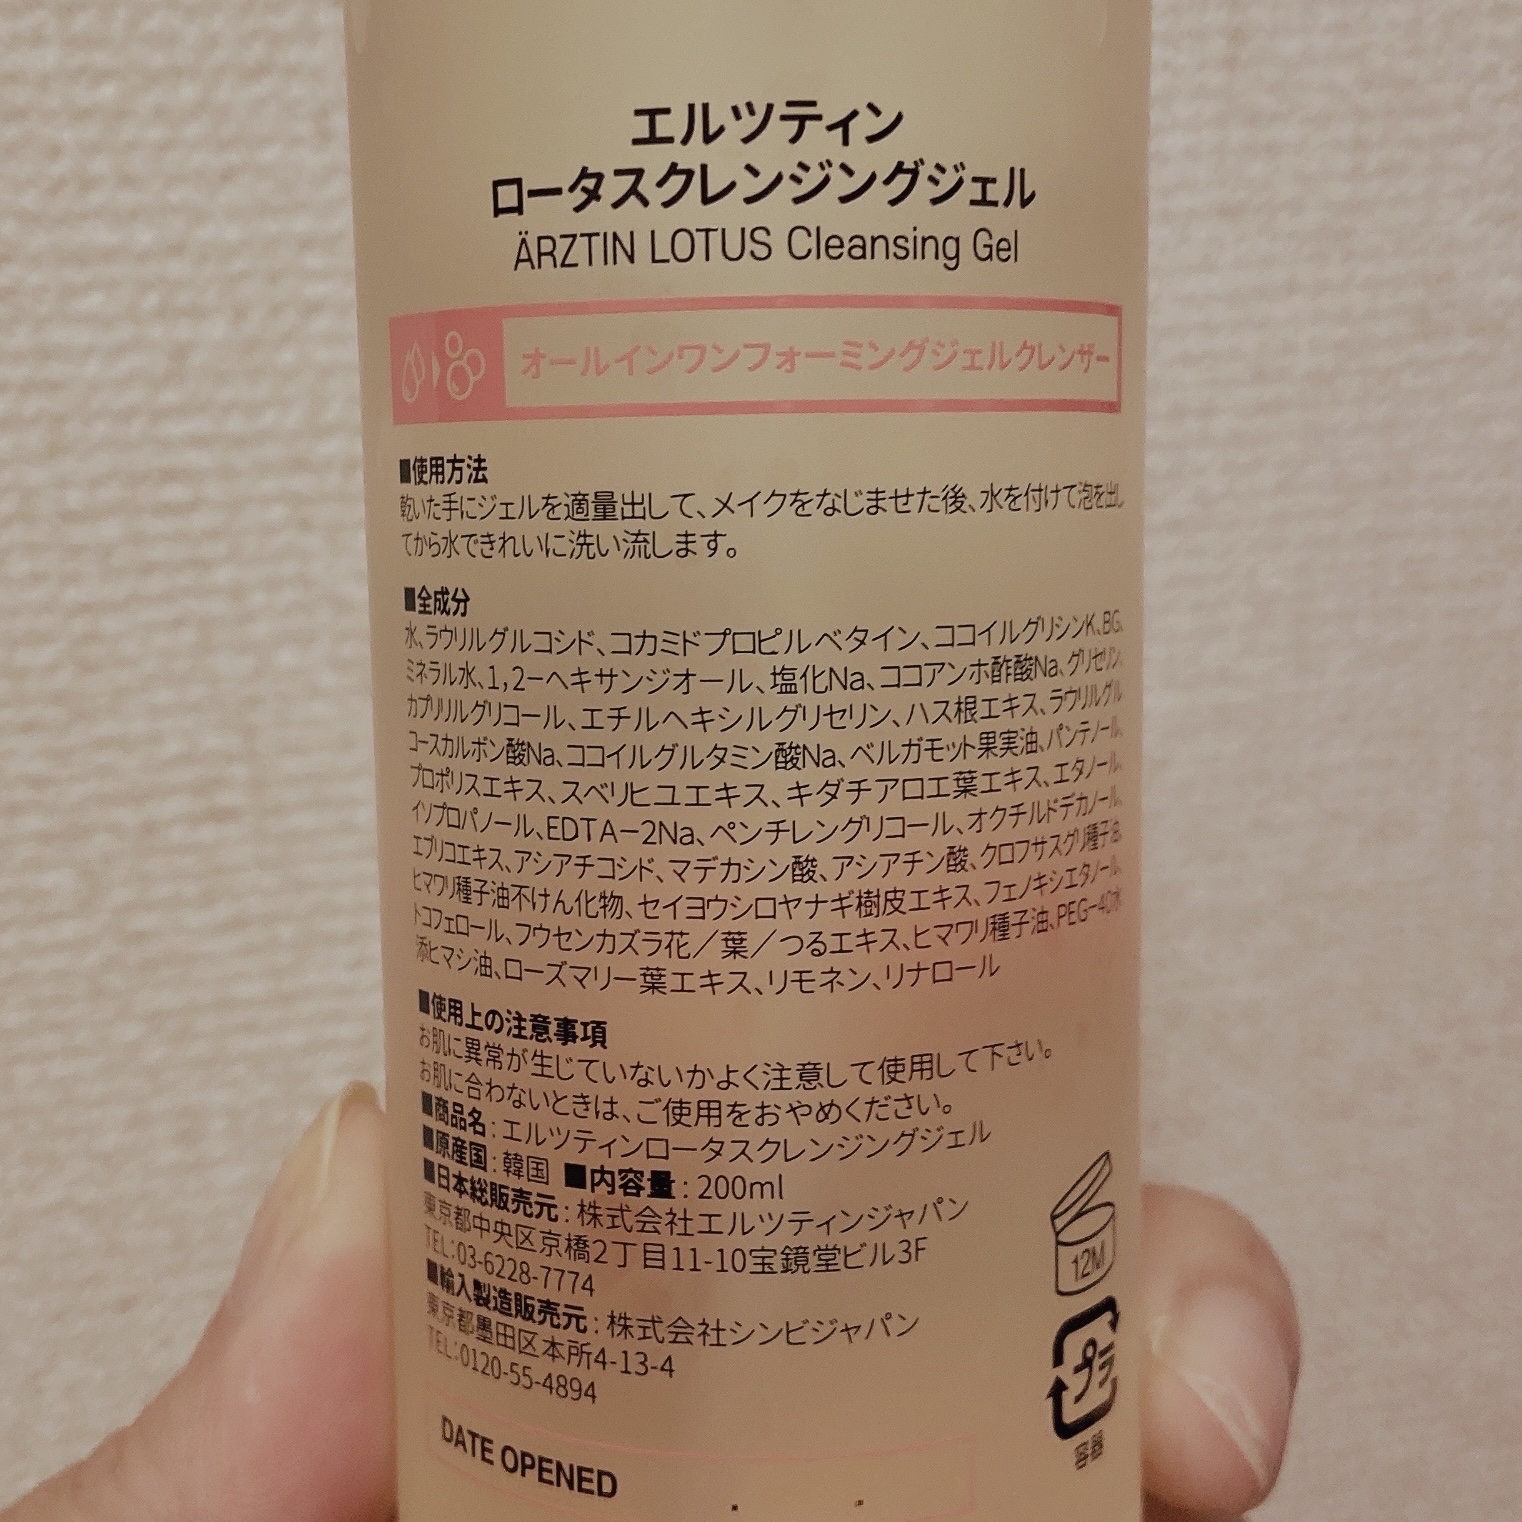 エルツティン
ロータスクレンジングジェル
ÄRZTIN LOTUS Cleansing Gel
オールインワンフォーミングジェルクレンザー
■使用方法
乾いた手にジェルを適量出して、メイクをなじませた後、水を付けて泡を出し
てから水できれいに洗い流します。
■全成分
水、ラウリルグルコシド、コカミドプロピルベタイン、ココイルグリシンK、BG、
ミネラル水、1,2-ヘキサンジオール、塩化Na、ココアンホ酢酸Na、グリセリン、
カプリリルグリコール、エチルヘキシルグリセリン、ハス根エキス、ラウリルグル
コースカルボン酸Na、ココイルグルタミン酸Na、ベルガモット果実油、パンテノール、
プロポリスエキス、スベリヒユエキス、キダチアロエ葉エキス、エタノール、
イソプロパノール、EDTA-2Na、ペンチレングリコール、オクチルドデカノール、
エブリコエキス、アシアチコシド、マデカシン酸、アシアチン酸、クロフサスグリ種子油、
ヒマワリ種子油不けん化物、セイヨウシロヤナギ樹皮エキス、フェノキシエタノール、
トコフェロール、フウセンカズラ花/葉/つるエキス、ヒマワリ種子油、PEG-40水
添ヒマシ油、ローズマリー葉エキス、リモネン、リナロール
■使用上の注意事項
お肌に異常が生じていないかよく注意して使用して下さい。
お肌に合わないときは、ご使用をおやめください。
■商品名：エルツティンロータスクレンジングジェル
■原産国：韓国 ■内容量：200ml
■日本総販売元：株式会社エルツティンジャパン
東京都中央区京橋2丁目11-10宝鏡堂ビル3F
TEL：03-6228-7774
■輸入製造販売元：株式会社シンビジャパン
東京都墨田区本所4-13-4
TEL：0120-55-4894
12M
プラ
容器
DATE OPENED